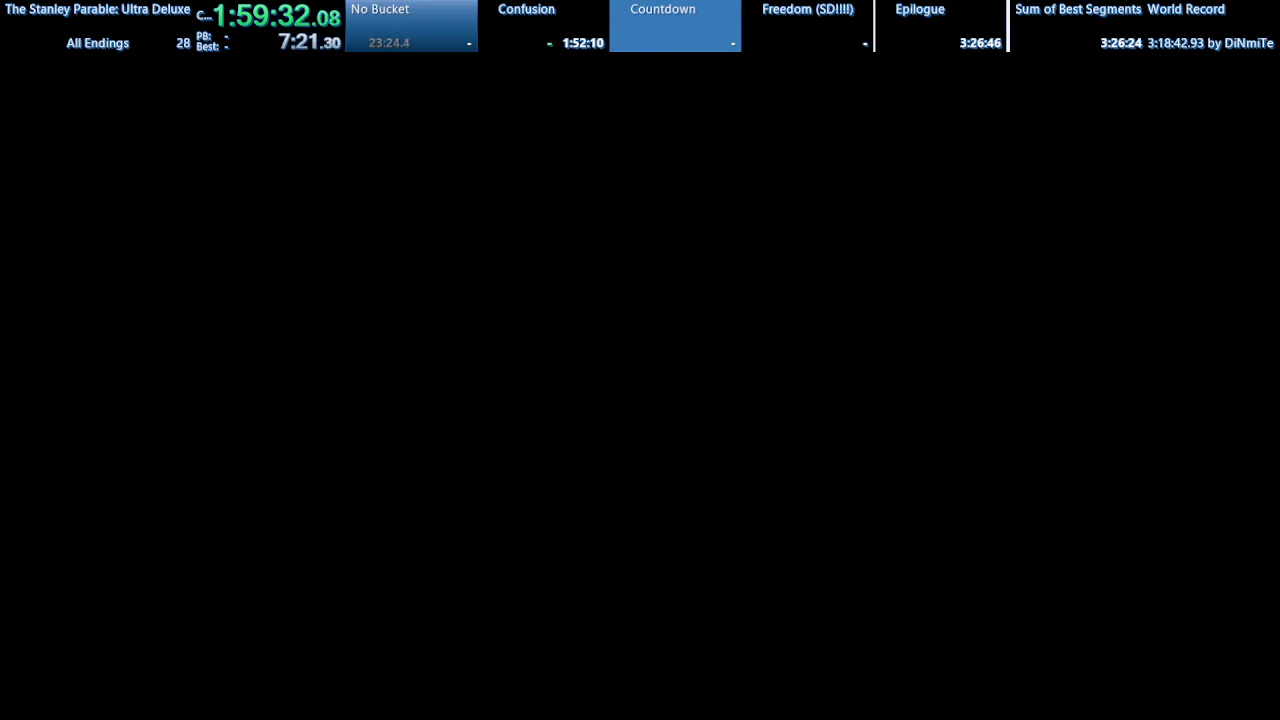 The Stanley Parable: Ultra Deluxe
All Endings 28
C... 1:59:32.08
PB: -
Best: -
7:21.30
No Bucket
23:24.4 -
Confusion
- 1:52:10
Countdown
-
Freedom (SD!!!!)
-
Epilogue
3:26:46
Sum of Best Segments
3:26:24
World Record
3:18:42.93 by DiNmiTe